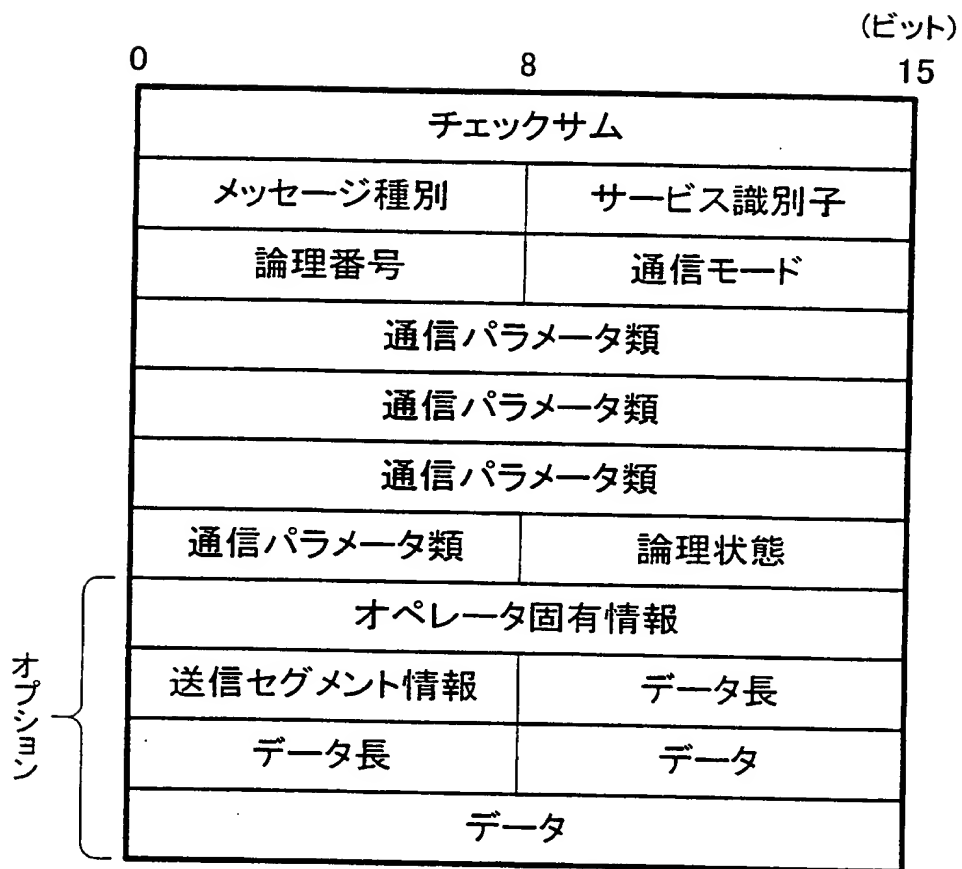 (ビット)
0 8 15
チェックサム
メッセージ種別 サービス識別子
論理番号 通信モード
通信パラメータ類
通信パラメータ類
通信パラメータ類
通信パラメータ類 論理状態
オペレータ固有情報
送信セグメント情報 データ長
データ長 データ
データ
オプション